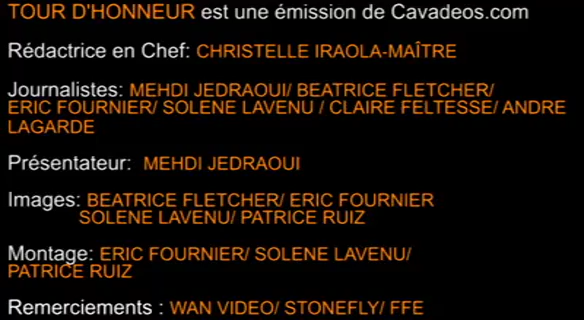 TOUR D'HONNEUR est une émission de Cavadeos.com
Rédactrice en Chef: CHRISTELLE IRAOLA-MAÎTRE
Journalistes: MEHDI JEDRAOUI/ BEATRICE FLETCHER/
ERIC FOURNIER/ SOLENE LAVENU / CLAIRE FELTESSE/ ANDRE
LAGARDE
Présentateur: MEHDI JEDRAOUI
Images: BEATRICE FLETCHER/ ERIC FOURNIER
SOLENE LAVENU/ PATRICE RUIZ
Montage: ERIC FOURNIER/ SOLENE LAVENU/
PATRICE RUIZ
Remerciements : WAN VIDEO/ STONEFLY/ FFE